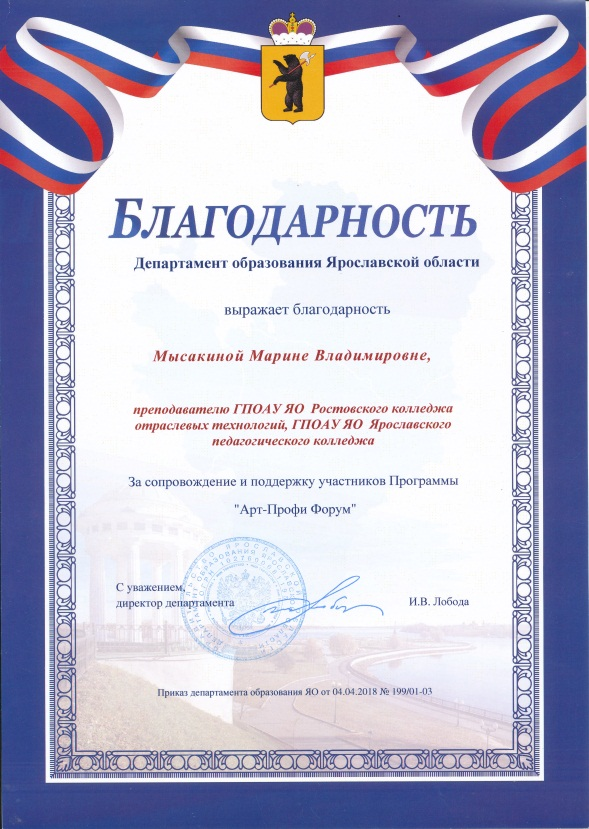 БЛАГОДАРНОСТЬ
Департамент образования Ярославской области
выражает благодарность
Мысакиной Марине Владимировне,
преподавателю ГПОАУ ЯО Ростовского колледжа
отраслевых технологий, ГПОАУ ЯО Ярославского
педагогического колледжа
За сопровождение и поддержку участников Программы
"Арт-Профи Форум"
С уважением,
директор департамента
И.В. Лобода
Приказ департамента образования ЯО от 04.04.2018 № 199/01-03